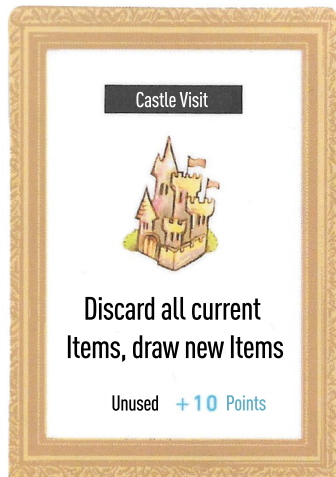 Castle Visit
Discard all current
Items, draw new Items
Unused +10 Points